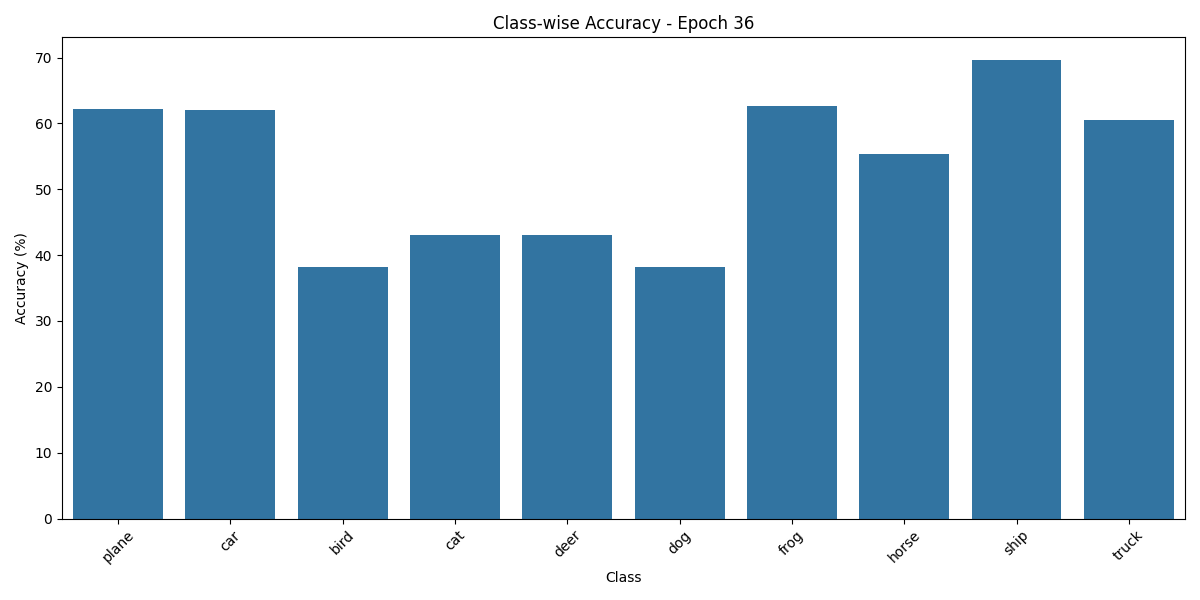 Class-wise Accuracy - Epoch 36
Accuracy (%)
70
60
50
40
30
20
10
0
plane
car
bird
cat
deer
dog
frog
horse
ship
truck
Class